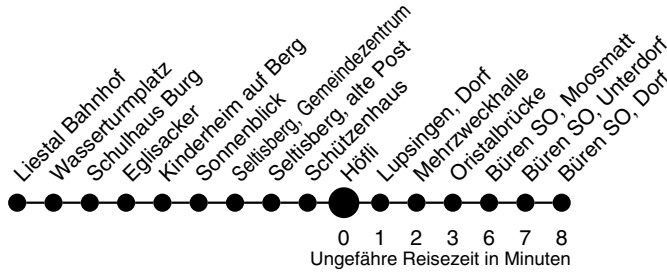 Liestal Bahnhof
Wasserturmplatz
Schulhaus Burg
Eglisacker
Kinderheim auf Berg
Sonnenblick
Seltisberg, Gemeindezentrum
Seltisberg, alte Post
Schützenhaus
Höfli
Lupsingen, Dorf
Mehrzweckhalle
Oristalbrücke
Büren SO, Moosmatt
Büren SO, Unterdorf
Büren SO, Dorf
0 1 2 3 6 7 8
Ungefähre Reisezeit in Minuten